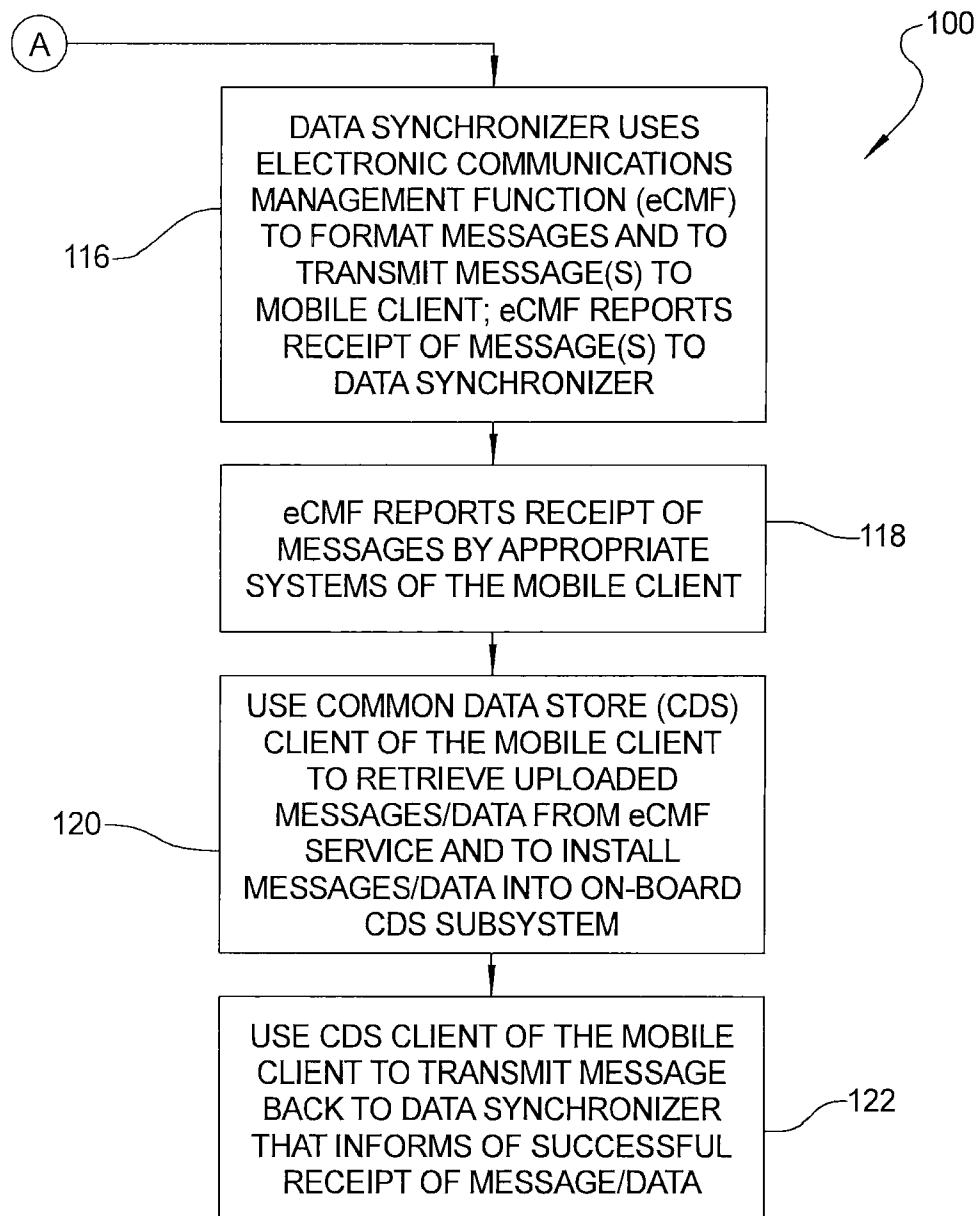 A
100
DATA SYNCHRONIZER USES
ELECTRONIC COMMUNICATIONS
MANAGEMENT FUNCTION (eCMF)
TO FORMAT MESSAGES AND TO
TRANSMIT MESSAGE(S) TO
MOBILE CLIENT; eCMF REPORTS
RECEIPT OF MESSAGE(S) TO
DATA SYNCHRONIZER
116
eCMF REPORTS RECEIPT OF
MESSAGES BY APPROPRIATE
SYSTEMS OF THE MOBILE CLIENT
118
USE COMMON DATA STORE (CDS)
CLIENT OF THE MOBILE CLIENT
TO RETRIEVE UPLOADED
MESSAGES/DATA FROM eCMF
SERVICE AND TO INSTALL
MESSAGES/DATA INTO ON-BOARD
CDS SUBSYSTEM
120
USE CDS CLIENT OF THE MOBILE
CLIENT TO TRANSMIT MESSAGE
BACK TO DATA SYNCHRONIZER
THAT INFORMS OF SUCCESSFUL
RECEIPT OF MESSAGE/DATA
122